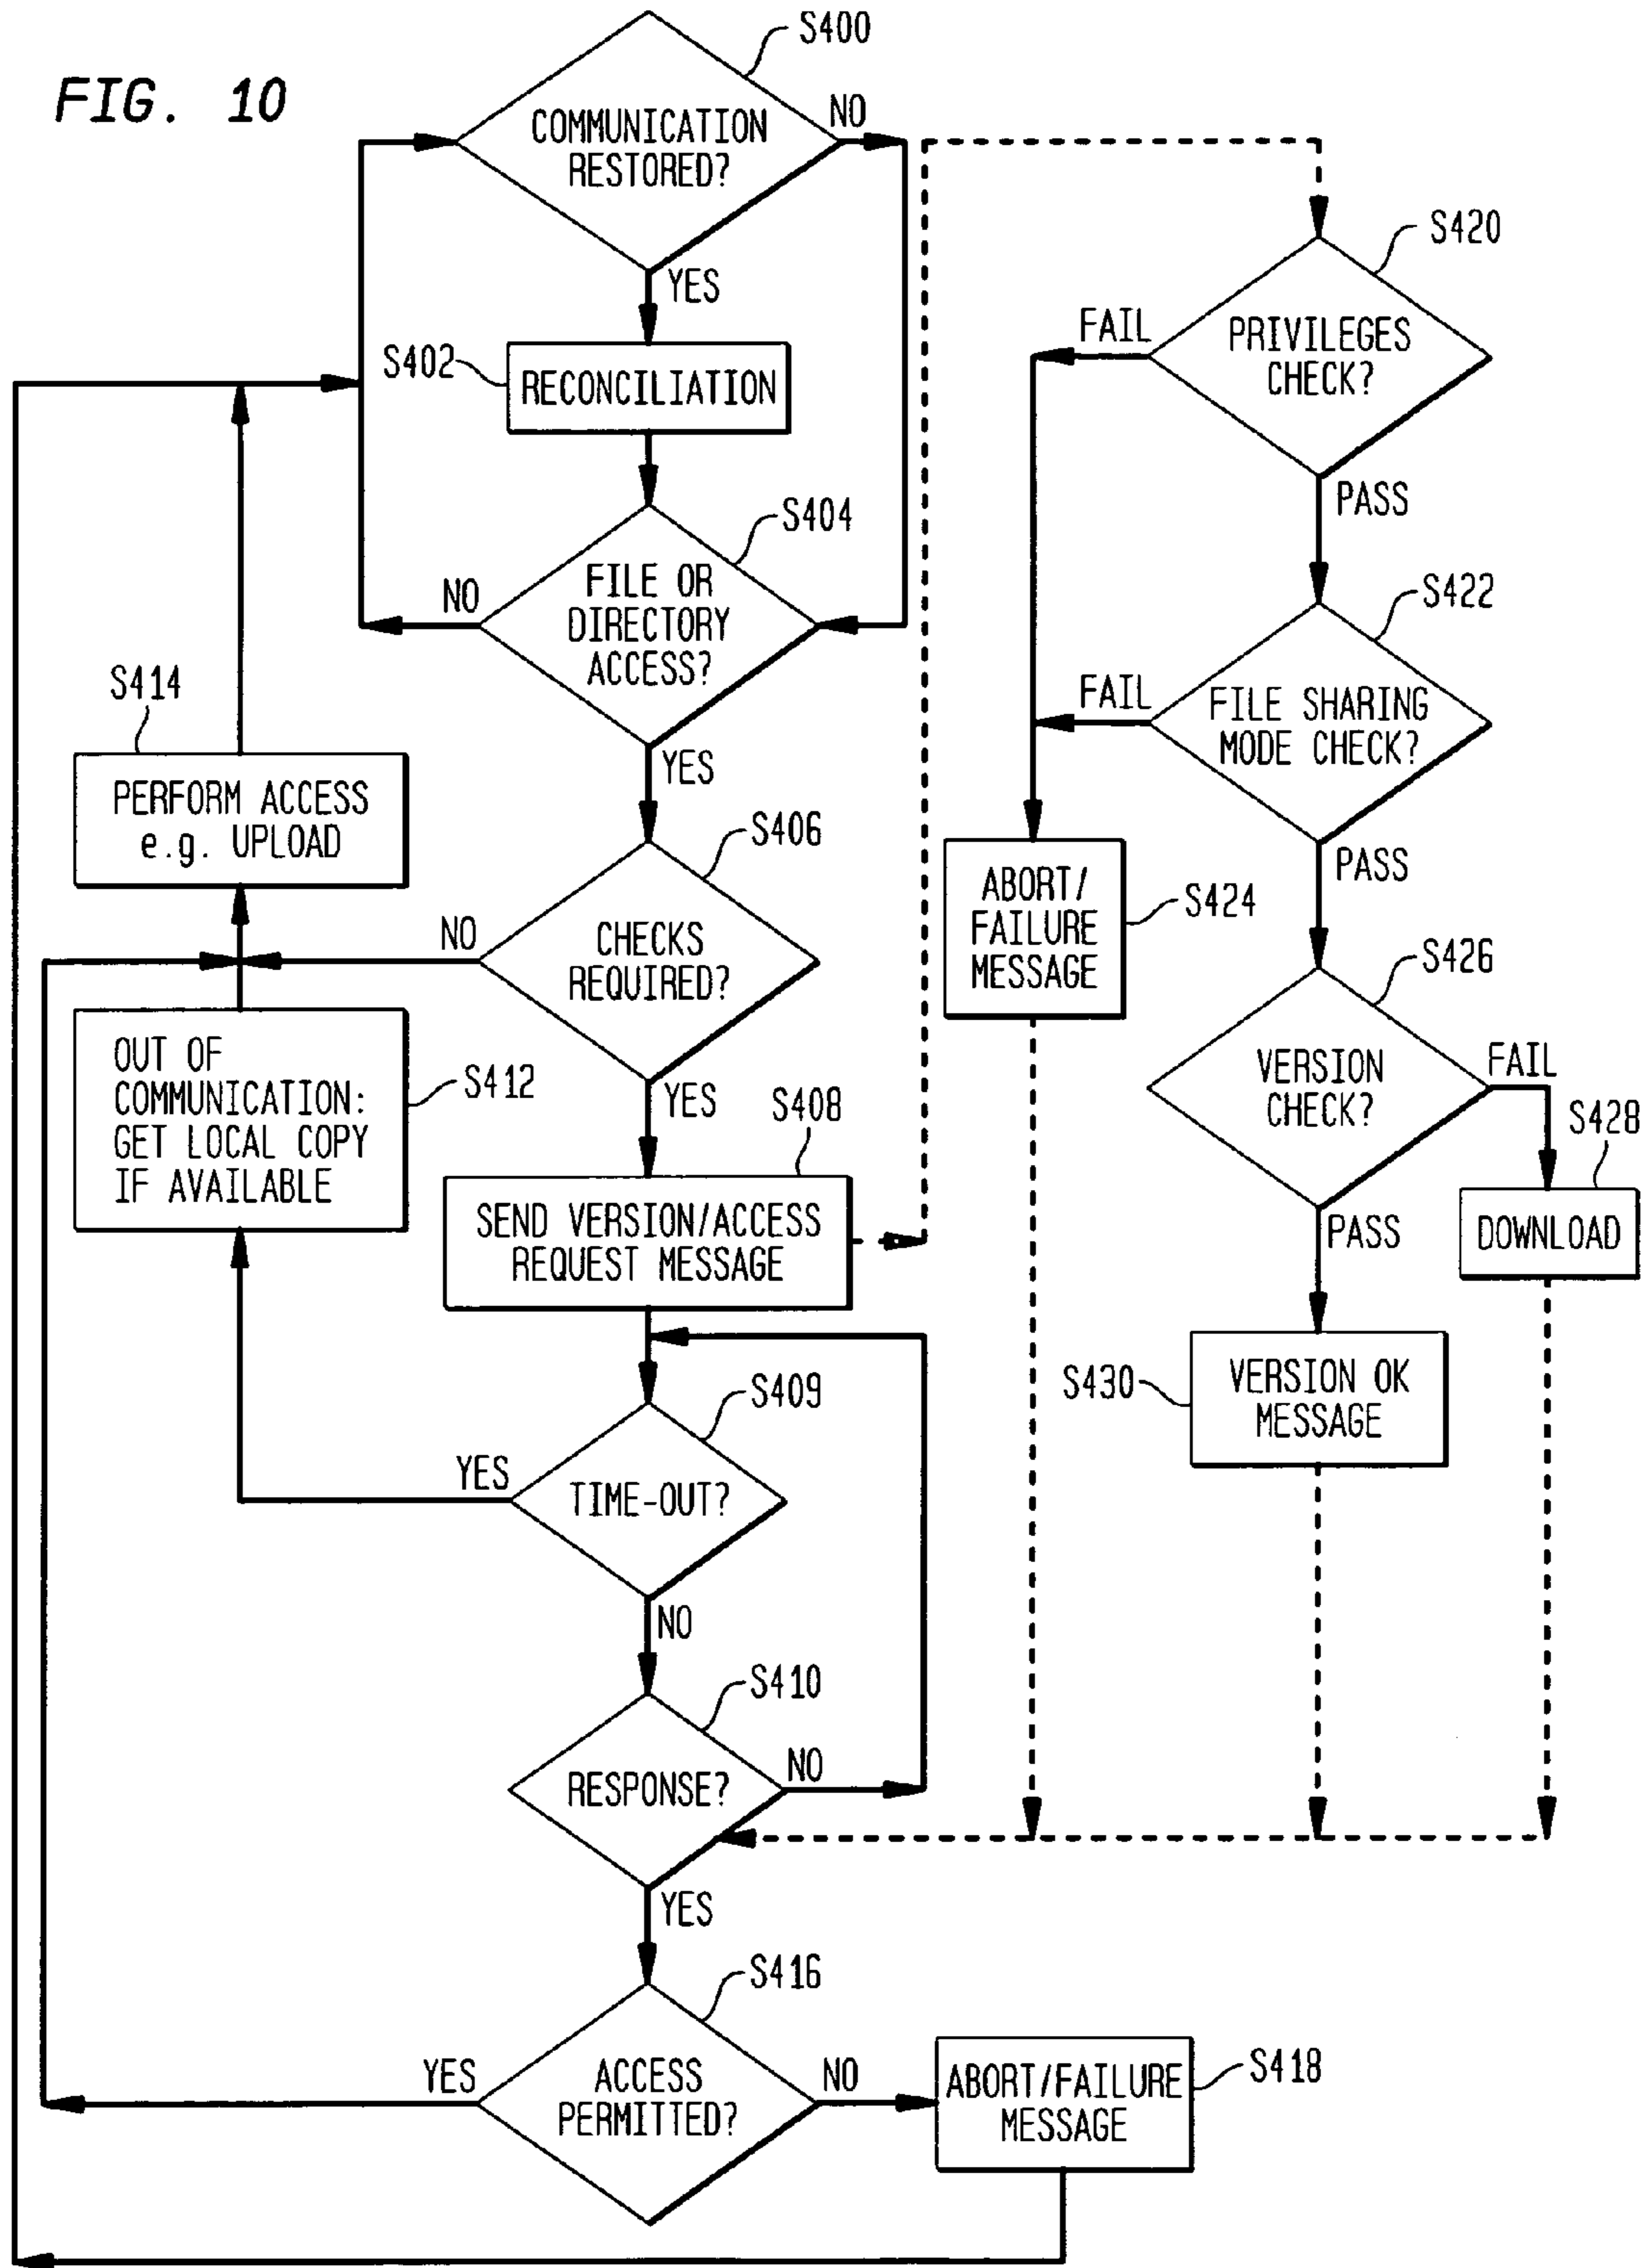 FIG. 10
S400
COMMUNICATION
RESTORED?
NO
YES
S402
RECONCILIATION
S404
FILE OR
DIRECTORY
ACCESS?
NO
YES
S414
PERFORM ACCESS
e.g. UPLOAD
S406
CHECKS
REQUIRED?
NO
YES
S412
OUT OF
COMMUNICATION:
GET LOCAL COPY
IF AVAILABLE
S408
SEND VERSION/ACCESS
REQUEST MESSAGE
S409
TIME-OUT?
YES
NO
S410
RESPONSE?
NO
YES
S416
ACCESS
PERMITTED?
YES
NO
S418
ABORT/FAILURE
MESSAGE
S420
PRIVILEGES
CHECK?
FAIL
PASS
S422
FILE SHARING
MODE CHECK?
FAIL
PASS
S424
ABORT/
FAILURE
MESSAGE
S426
VERSION
CHECK?
FAIL
PASS
S428
DOWNLOAD
S430
VERSION OK
MESSAGE